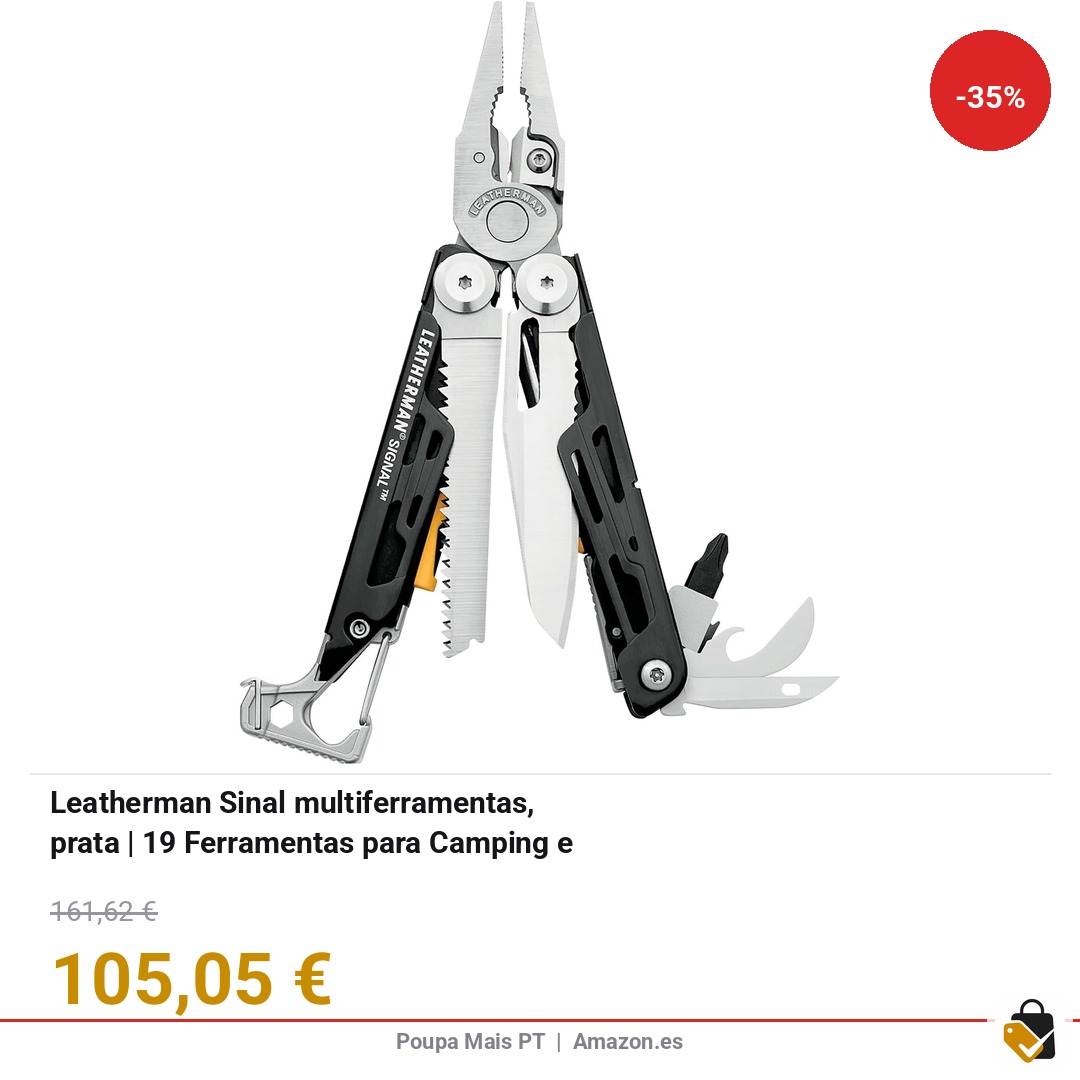 -35%
LEATHERMAN
LEATHERMAN® SIGNAL™
Leatherman Sinal multiferramentas,
prata | 19 Ferramentas para Camping e
161,62 €
105,05 €
Poupa Mais PT | Amazon.es